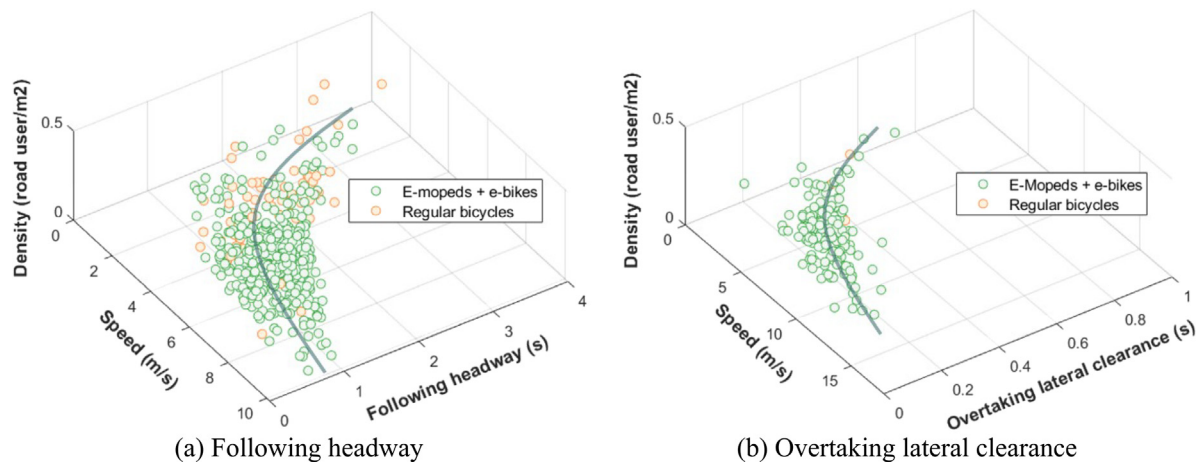 Density (road user/m2)
0.5
0
0
2
4
6
8
10
Speed (m/s)
0
1
2
3
4
Following headway (s)
E-mopeds + e-bikes
Regular bicycles
(a) Following headway
Density (road user/m2)
0.5
0
0
5
10
15
Speed (m/s)
0
0.2
0.4
0.6
0.8
1
Overtaking lateral clearance (s)
E-Mopeds + e-bikes
Regular bicycles
(b) Overtaking lateral clearance